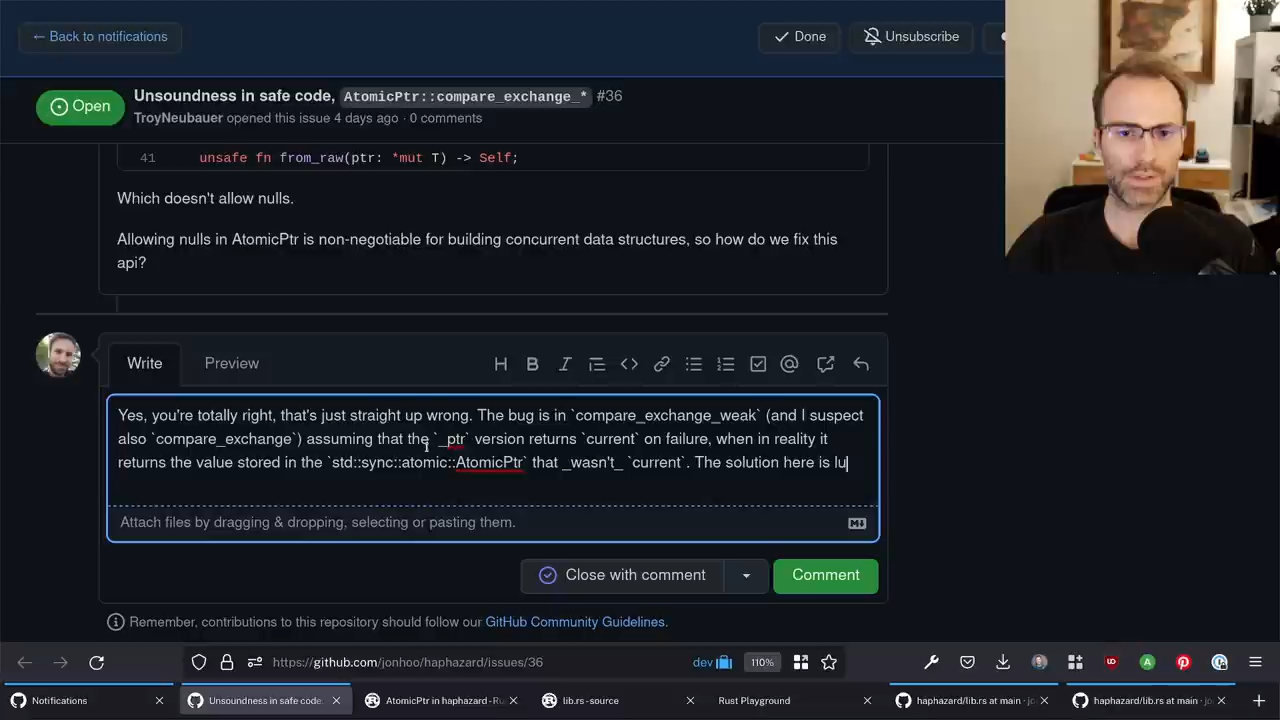 ← Back to notifications
Done
Unsubscribe
Open
Unsoundness in safe code, AtomicPtr::compare_exchange_* #36
TroyNeubauer opened this issue 4 days ago · 0 comments
41 unsafe fn from_raw(ptr: *mut T) -> Self;
Which doesn't allow nulls.
Allowing nulls in AtomicPtr is non-negotiable for building concurrent data structures, so how do we fix this
api?
Write
Preview
Yes, you're totally right, that's just straight up wrong. The bug is in `compare_exchange_weak` (and I suspect
also `compare_exchange`) assuming that the `_ptr` version returns `current` on failure, when in reality it
returns the value stored in the `std::sync::atomic::AtomicPtr` that _wasn't_ `current`. The solution here is lu
Attach files by dragging & dropping, selecting or pasting them.
Close with comment
Comment
Remember, contributions to this repository should follow our GitHub Community Guidelines.
https://github.com/jonhoo/haphazard/issues/36
dev
110%
Notifications
Unsoundness in safe code,
AtomicPtr in haphazard - Ru
lib.rs - source
Rust Playground
haphazard/lib.rs at main · jo
haphazard/lib.rs at main · jo